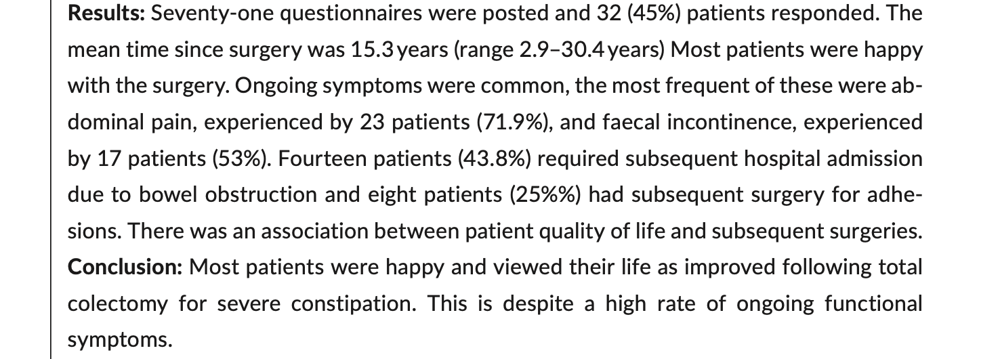 Results: Seventy-one questionnaires were posted and 32 (45%) patients responded. The
mean time since surgery was 15.3 years (range 2.9–30.4 years) Most patients were happy
with the surgery. Ongoing symptoms were common, the most frequent of these were ab-
dominal pain, experienced by 23 patients (71.9%), and faecal incontinence, experienced
by 17 patients (53%). Fourteen patients (43.8%) required subsequent hospital admission
due to bowel obstruction and eight patients (25%%) had subsequent surgery for adhe-
sions. There was an association between patient quality of life and subsequent surgeries.
Conclusion: Most patients were happy and viewed their life as improved following total
colectomy for severe constipation. This is despite a high rate of ongoing functional
symptoms.